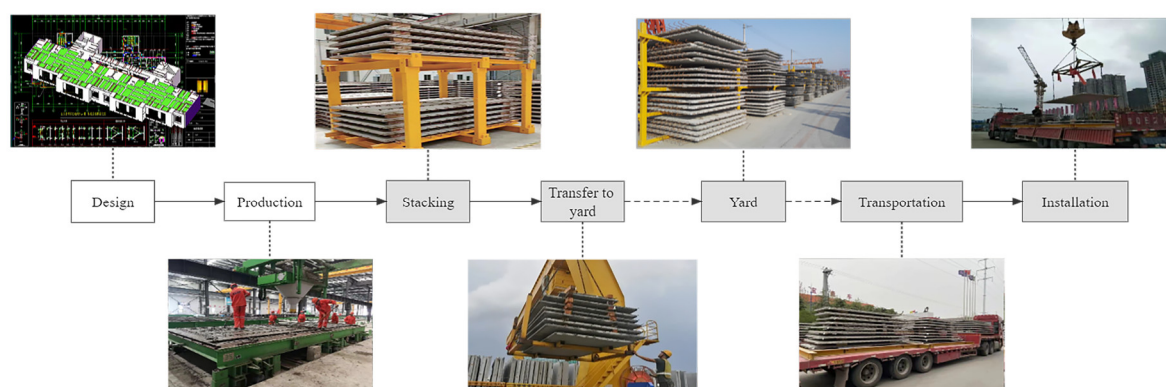 Design
Production
Stacking
Transfer to
yard
Yard
Transportation
Installation